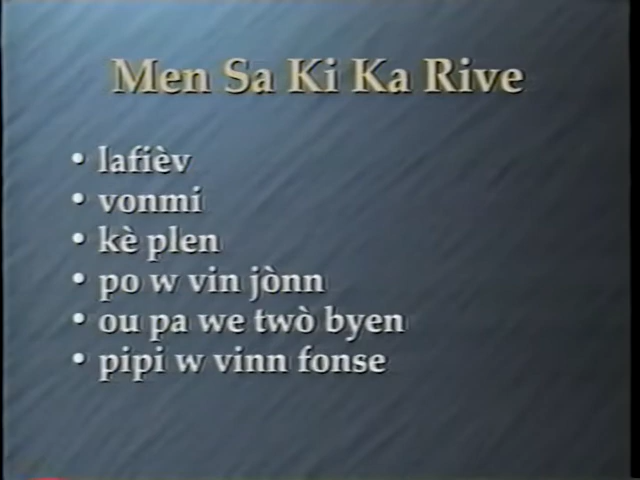 Men Sa Ki Ka Rive
• lafièv
• vonmi
• kè plen
• po w vin jònn
• ou pa we twò byen
• pipi w vinn fonse